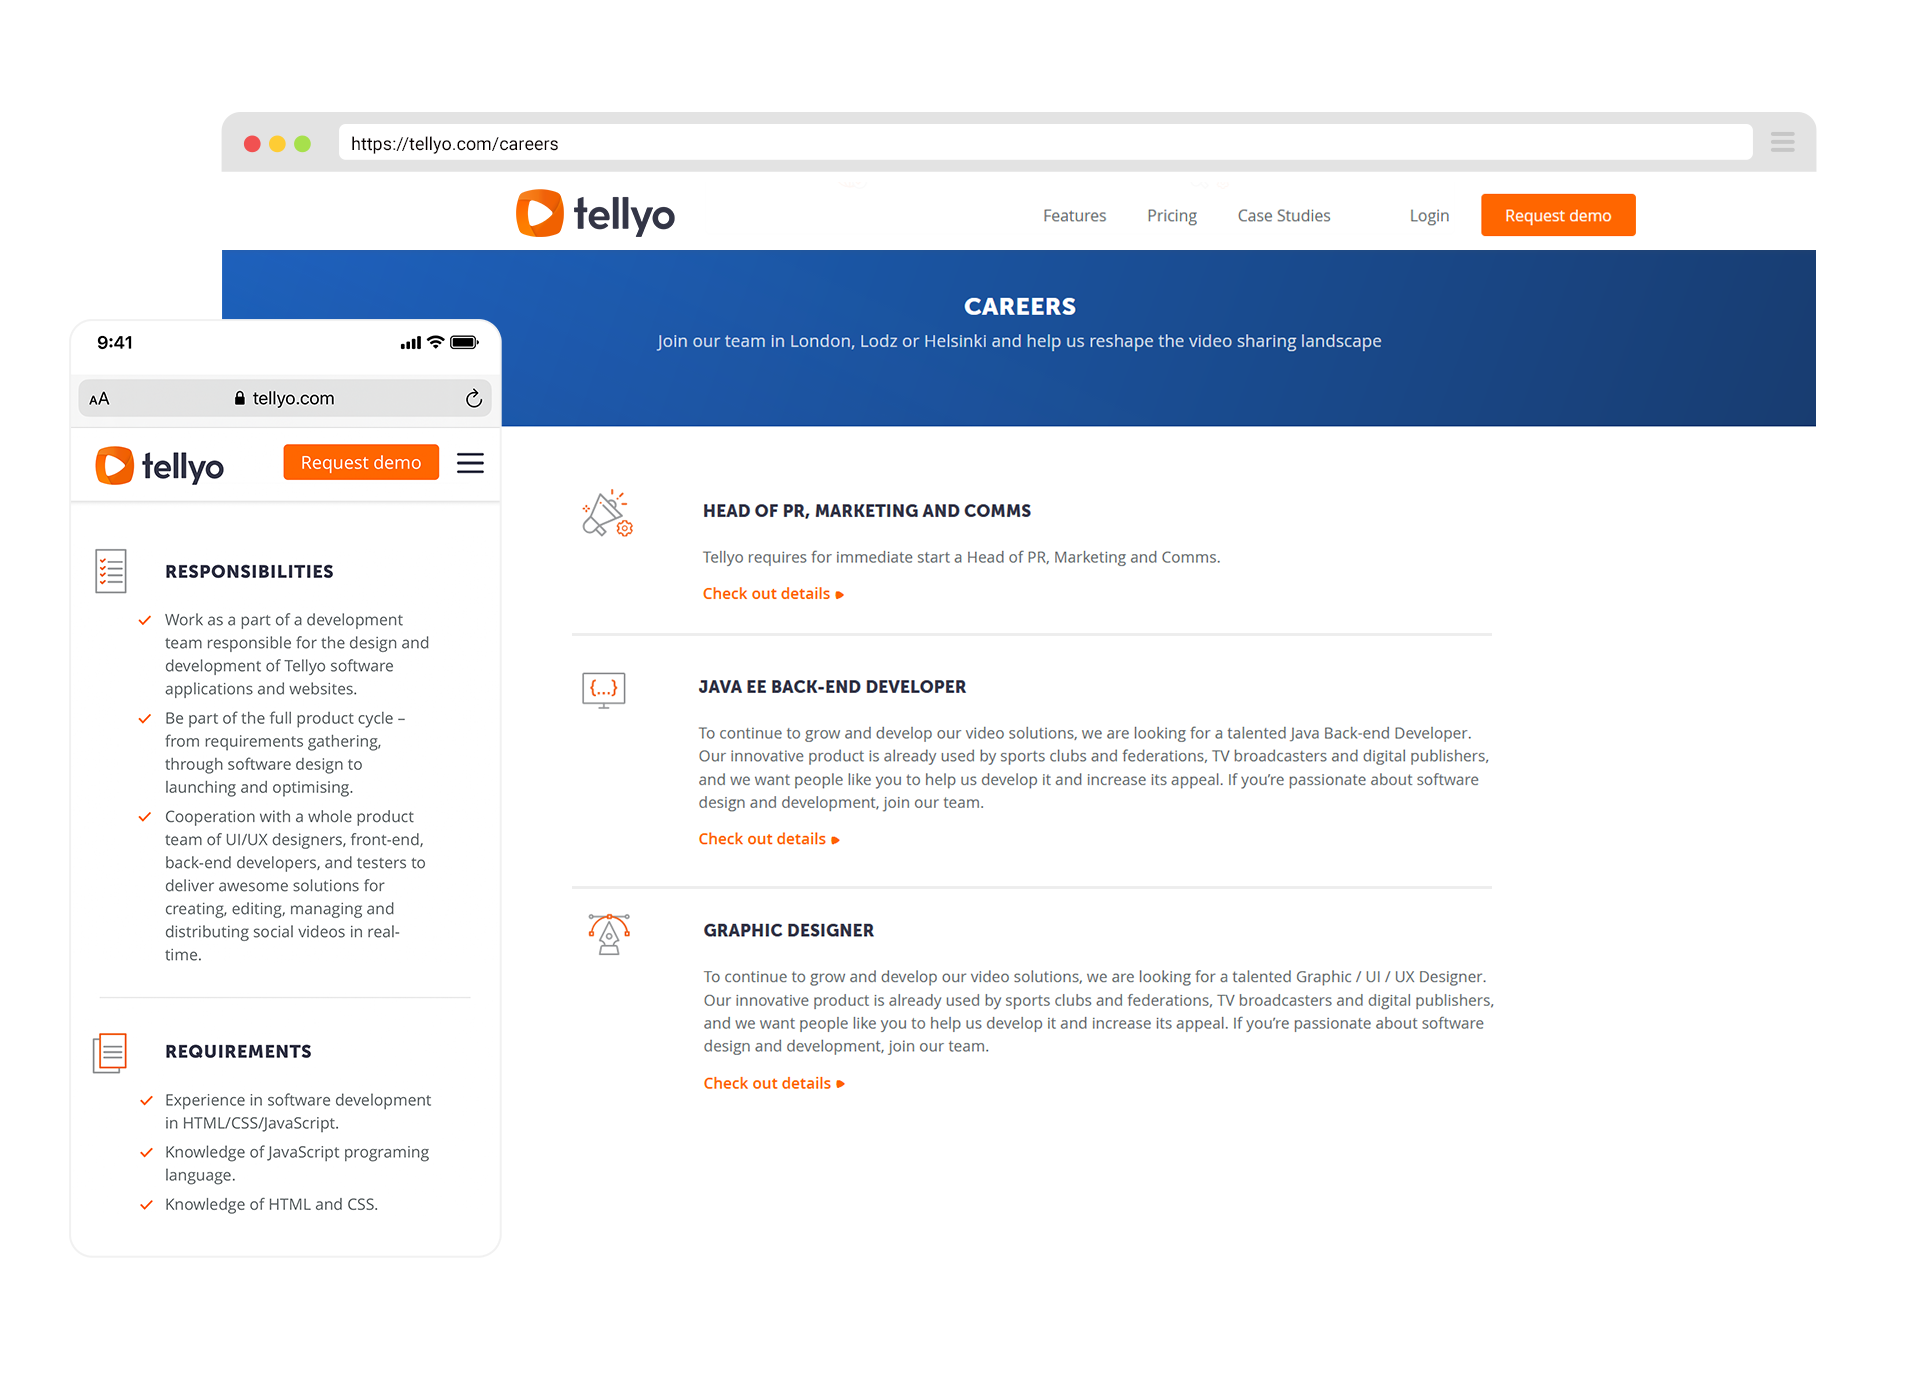 https://tellyo.com/careers
tellyo
Features Pricing Case Studies Login Request demo
CAREERS
Join our team in London, Lodz or Helsinki and help us reshape the video sharing landscape
HEAD OF PR, MARKETING AND COMMS
Tellyo requires for immediate start a Head of PR, Marketing and Comms.
Check out details
{...}
JAVA EE BACK-END DEVELOPER
To continue to grow and develop our video solutions, we are looking for a talented Java Back-end Developer.
Our innovative product is already used by sports clubs and federations, TV broadcasters and digital publishers,
and we want people like you to help us develop it and increase its appeal. If you’re passionate about software
design and development, join our team.
Check out details
GRAPHIC DESIGNER
To continue to grow and develop our video solutions, we are looking for a talented Graphic / UI / UX Designer.
Our innovative product is already used by sports clubs and federations, TV broadcasters and digital publishers,
and we want people like you to help us develop it and increase its appeal. If you’re passionate about software
design and development, join our team.
Check out details
9:41
AA tellyo.com
tellyo Request demo
RESPONSIBILITIES
Work as a part of a development
team responsible for the design and
development of Tellyo software
applications and websites.
Be part of the full product cycle –
from requirements gathering,
through software design to
launching and optimising.
Cooperation with a whole product
team of UI/UX designers, front-end,
back-end developers, and testers to
deliver awesome solutions for
creating, editing, managing and
distributing social videos in real-
time.
REQUIREMENTS
Experience in software development
in HTML/CSS/JavaScript.
Knowledge of JavaScript programing
language.
Knowledge of HTML and CSS.